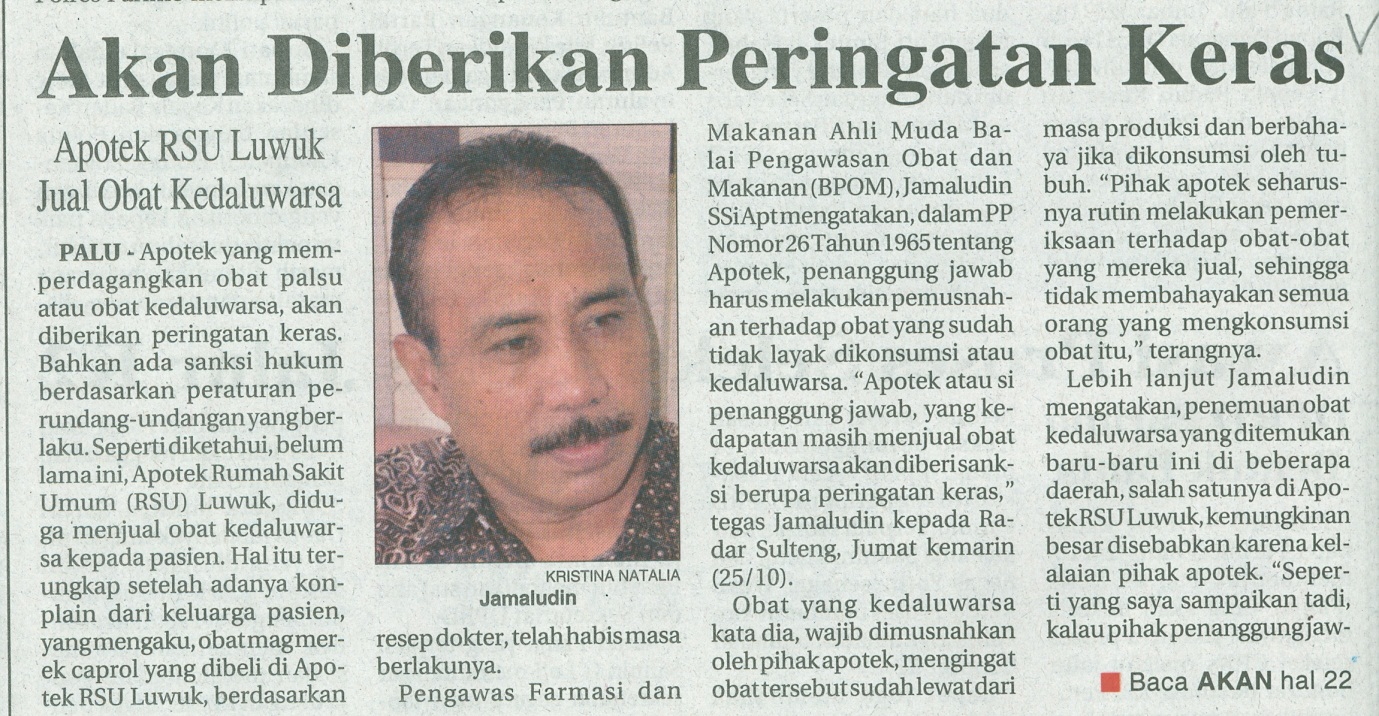 Akan Diberikan Peringatan Keras
Apotek RSU Luwuk
Jual Obat Kedaluwarsa
PALU - Apotek yang mem-
perdagangkan obat palsu
atau obat kedaluwarsa, akan
diberikan peringatan keras.
Bahkan ada sanksi hukum
berdasarkan peraturan pe-
rundang-undangan yang ber-
laku. Seperti diketahui, belum
lama ini, Apotek Rumah Sakit
Umum (RSU) Luwuk, didu-
ga menjual obat kedaluwar-
sa kepada pasien. Hal itu ter-
ungkap setelah adanya kon-
plain dari keluarga pasien,
yang mengaku, obat mag mer-
ek caprol yang dibeli di Apo-
tek RSU Luwuk, berdasarkan
KRISTINA NATALIA
Jamaludin
resep dokter, telah habis masa
berlakunya.
Pengawas Farmasi dan
Makanan Ahli Muda Ba-
lai Pengawasan Obat dan
Makanan (BPOM), Jamaludin
SSi Apt mengatakan, dalam PP
Nomor 26 Tahun 1965 tentang
Apotek, penanggung jawab
harus melakukan pemusnah-
an terhadap obat yang sudah
tidak layak dikonsumsi atau
kedaluwarsa. “Apotek atau si
penanggung jawab, yang ke-
dapatan masih menjual obat
kedaluwarsa akan diberi sank-
si berupa peringatan keras,”
tegas Jamaludin kepada Ra-
dar Sulteng, Jumat kemarin
(25/10).
Obat yang kedaluwarsa
kata dia, wajib dimusnahkan
oleh pihak apotek, mengingat
obat tersebut sudah lewat dari
masa produksi dan berbaha-
ya jika dikonsumsi oleh tu-
buh. “Pihak apotek seharus-
nya rutin melakukan pemer-
iksaan terhadap obat-obat
yang mereka jual, sehingga
tidak membahayakan semua
orang yang mengkonsumsi
obat itu,” terangnya.
Lebih lanjut Jamaludin
mengatakan, penemuan obat
kedaluwarsa yang ditemukan
baru-baru ini di beberapa
daerah, salah satunya di Apo-
tek RSU Luwuk, kemungkinan
besar disebabkan karena kel-
alaian pihak apotek. “Seper-
ti yang saya sampaikan tadi,
kalau pihak penanggung jaw-
Baca AKAN hal 22